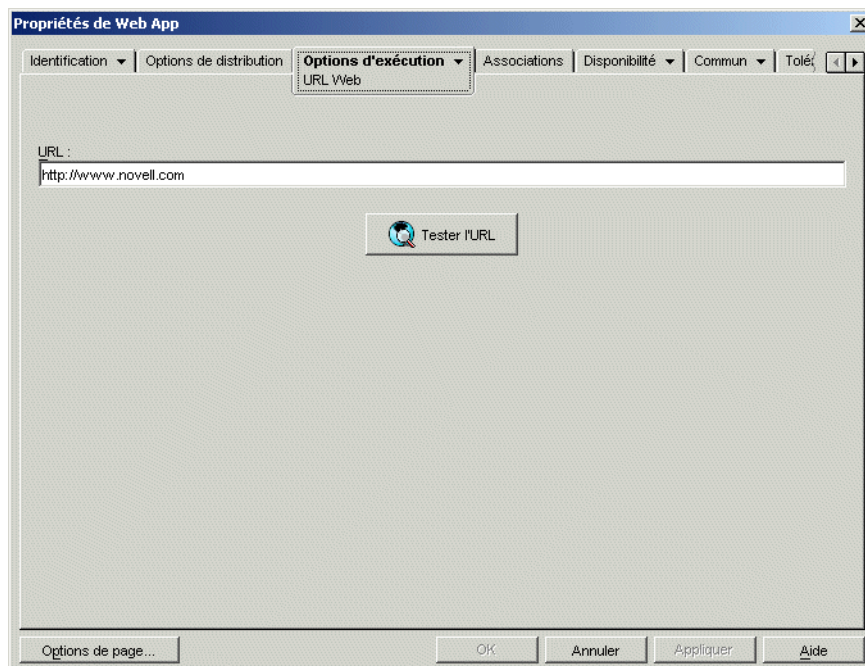 Propriétés de Web App
Identification
Options de distribution
Options d'exécution
URL Web
Associations
Disponibilité
Commun
URL :
http://www.novell.com
Tester l'URL
Options de page...
OK
Annuler
Appliquer
Aide